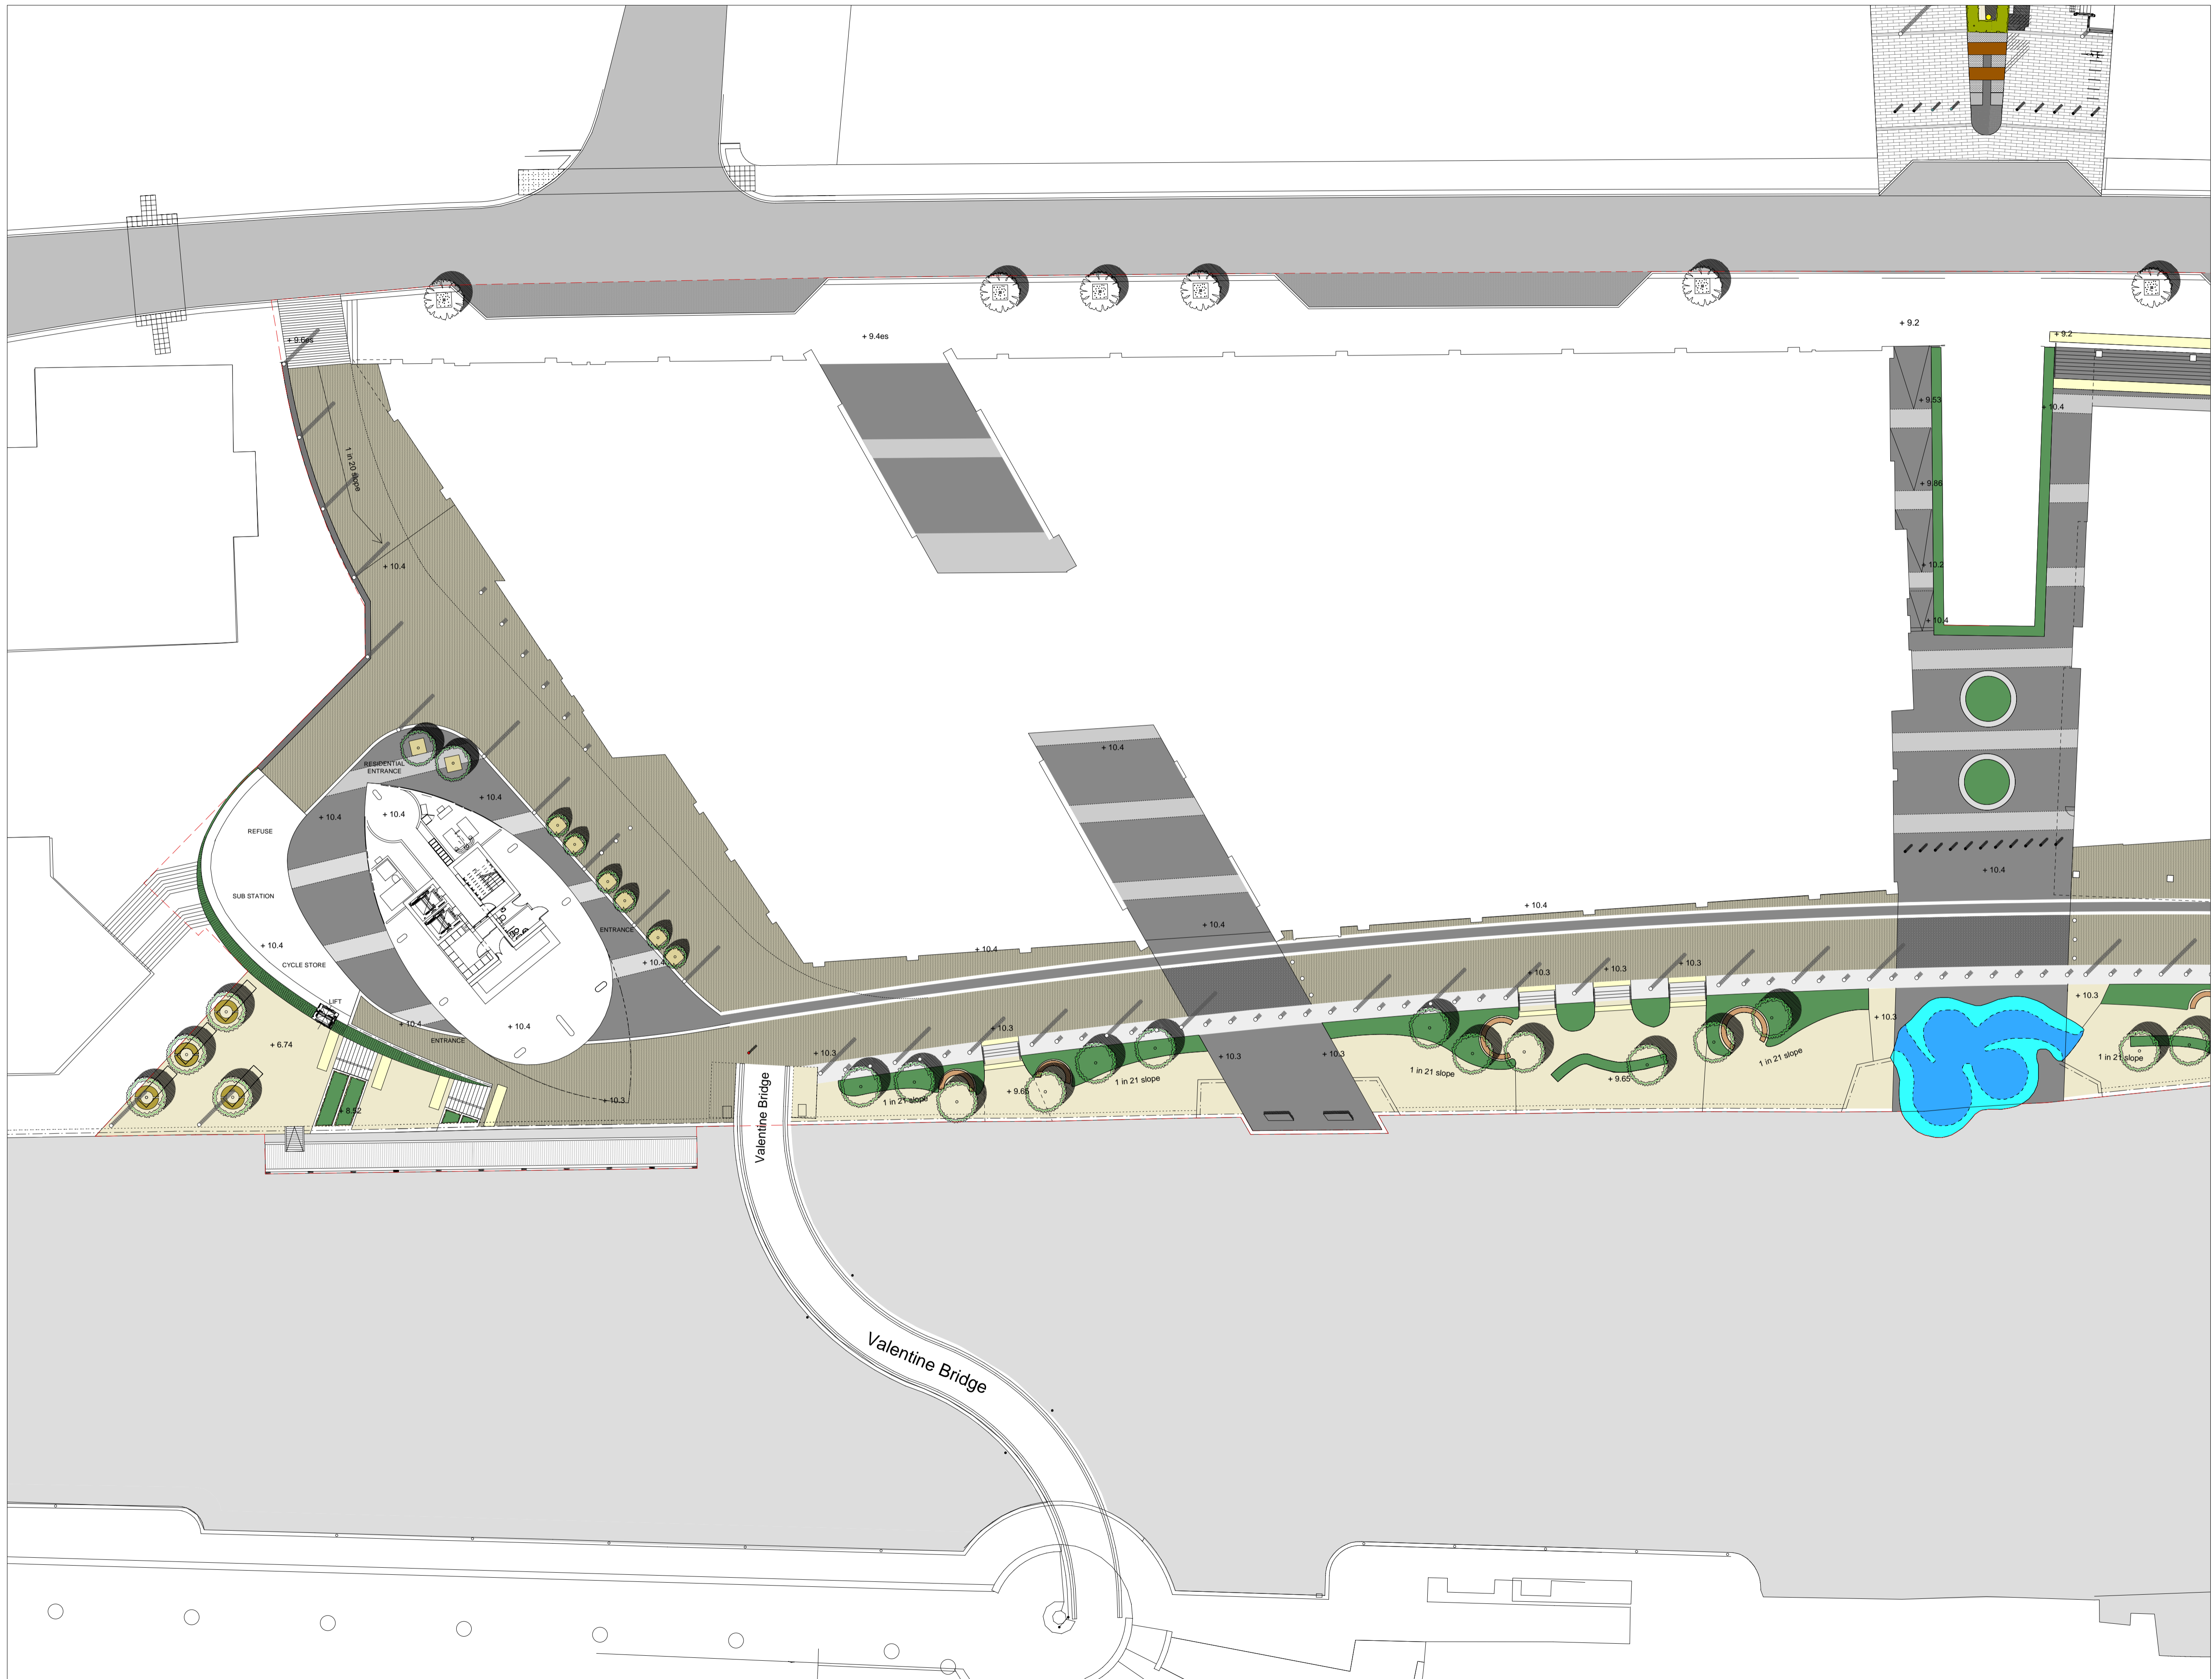 + 9.2
+ 9.2
+ 9.4es
+ 9.6es
+ 9.53
+ 10.4
1 in 20 slope
+ 9.86
+ 10.4
+ 10.2
+ 10.4
+ 10.4
RESIDENTIAL
ENTRANCE
+ 10.4
+ 10.4
+ 10.4
REFUSE
+ 10.4
SUB STATION
+ 10.4
+ 10.4
ENTRANCE
+ 10.4
+ 10.4
CYCLE STORE
+ 10.4
+ 10.3
+ 10.3
+ 10.3
LIFT
+ 10.3
+ 10.3
+ 10.4
+ 10.4
+ 10.3
ENTRANCE
+ 6.74
+ 10.3
+ 10.3
+ 10.3
1 in 21 slope
1 in 21 slope
1 in 21 slope
1 in 21 slope
+ 9.65
+ 9.65
1 in 21 slope
+ 10.3
+ 8.52
Valentine Bridge
Valentine Bridge